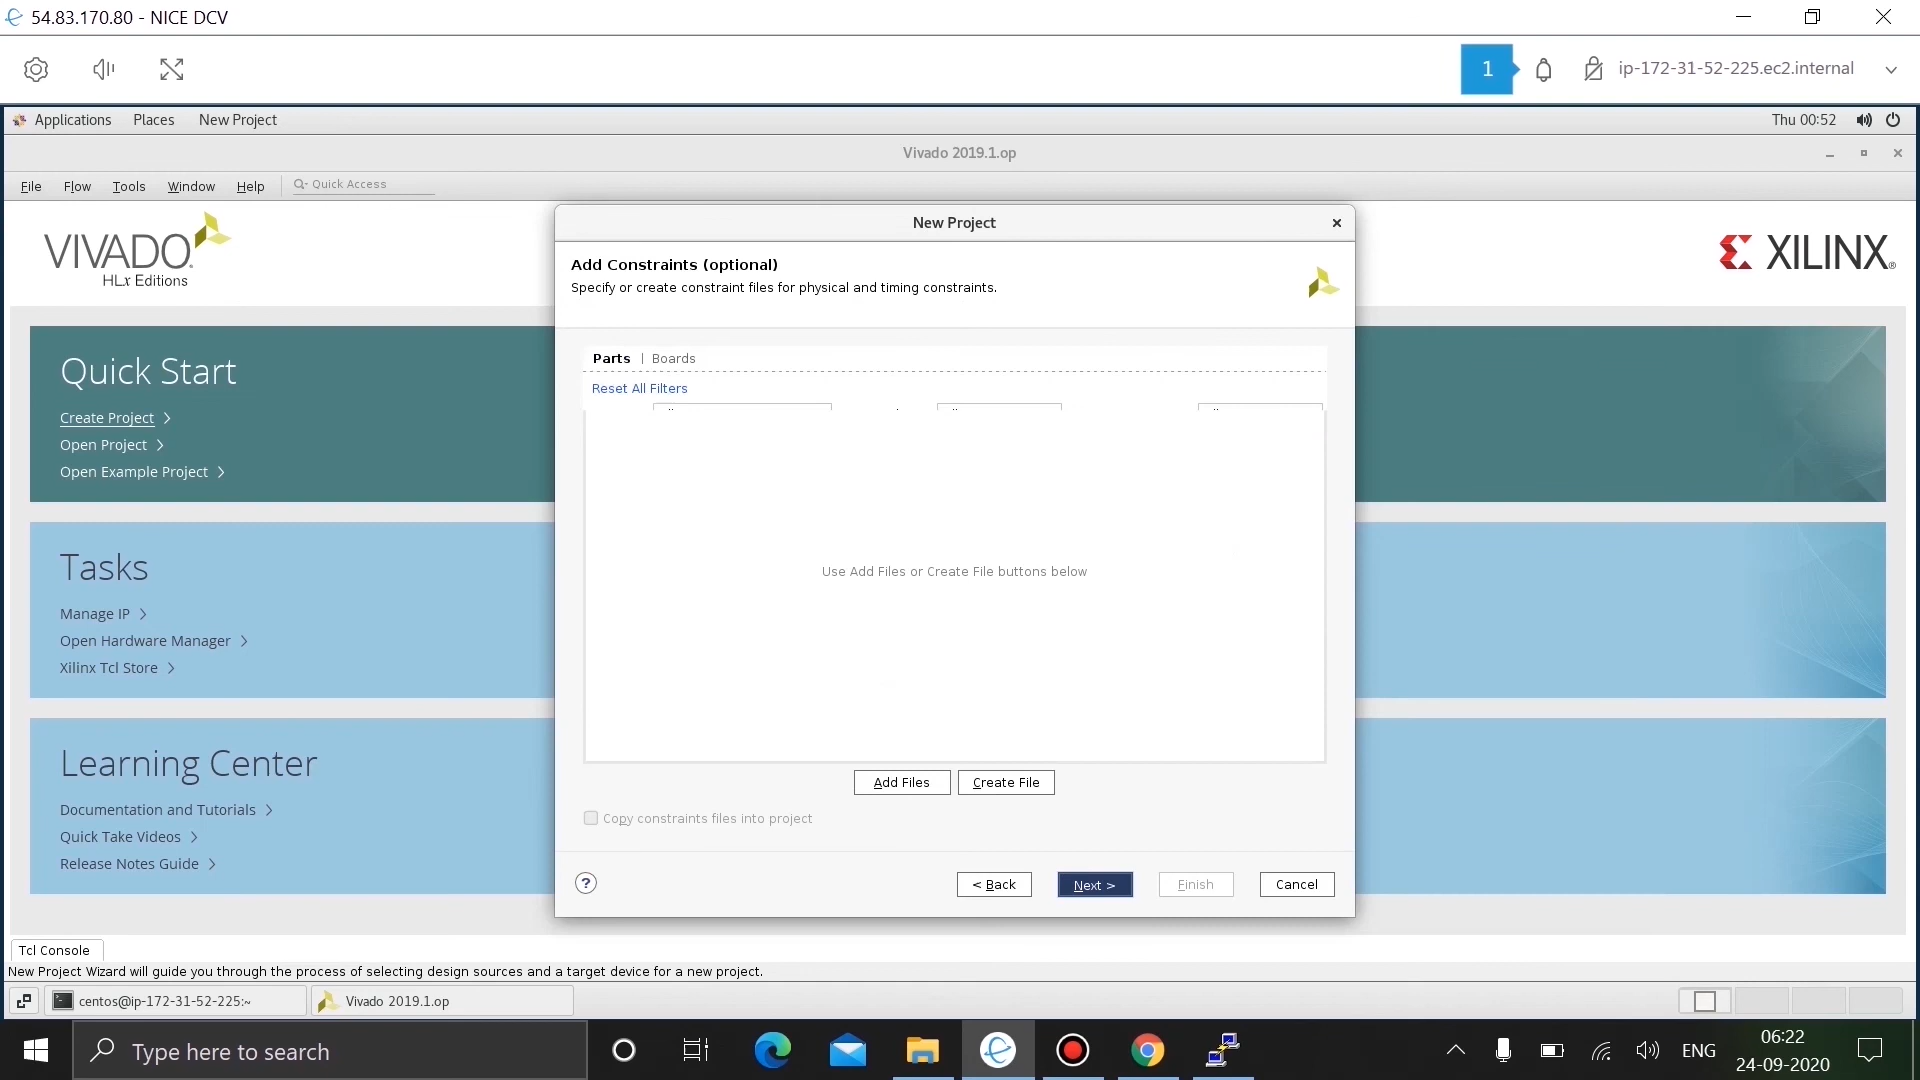 54.83.170.80 - NICE DCV
1
ip-172-31-52-225.ec2.internal
Applications Places New Project
Thu 00:52
Vivado 2019.1.op
File Flow Tools Window Help
Quick Access
VIVADO
HLx Editions
XILINX
New Project
Add Constraints (optional)
Specify or create constraint files for physical and timing constraints.
Parts | Boards
Reset All Filters
Use Add Files or Create File buttons below
Add Files Create File
Copy constraints files into project
? < Back Next > Finish Cancel
Quick Start
Create Project >
Open Project >
Open Example Project >
Tasks
Manage IP >
Open Hardware Manager >
Xilinx Tcl Store >
Learning Center
Documentation and Tutorials >
Quick Take Videos >
Release Notes Guide >
Tcl Console
New Project Wizard will guide you through the process of selecting design sources and a target device for a new project.
centos@ip-172-31-52-225:~ Vivado 2019.1.op
Type here to search
ENG
06:22
24-09-2020